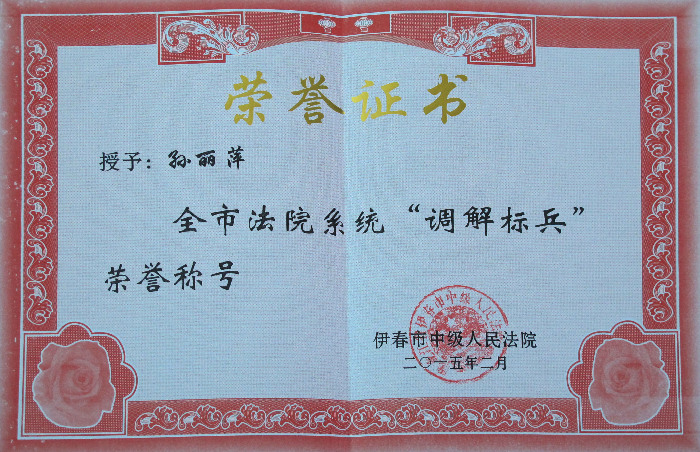 荣誉证书
授予：孙丽萍
全市法院系统“调解标兵”
荣誉称号
伊春市中级人民法院
二〇一五年二月